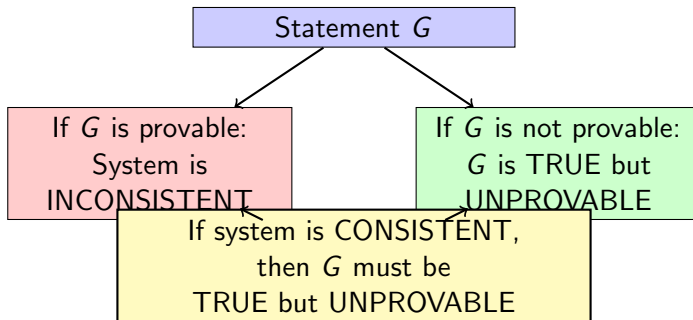 Statement G
If G is provable:
System is
INCONSISTENT
If G is not provable:
G is TRUE but
UNPROVABLE
If system is CONSISTENT,
then G must be
TRUE but UNPROVABLE